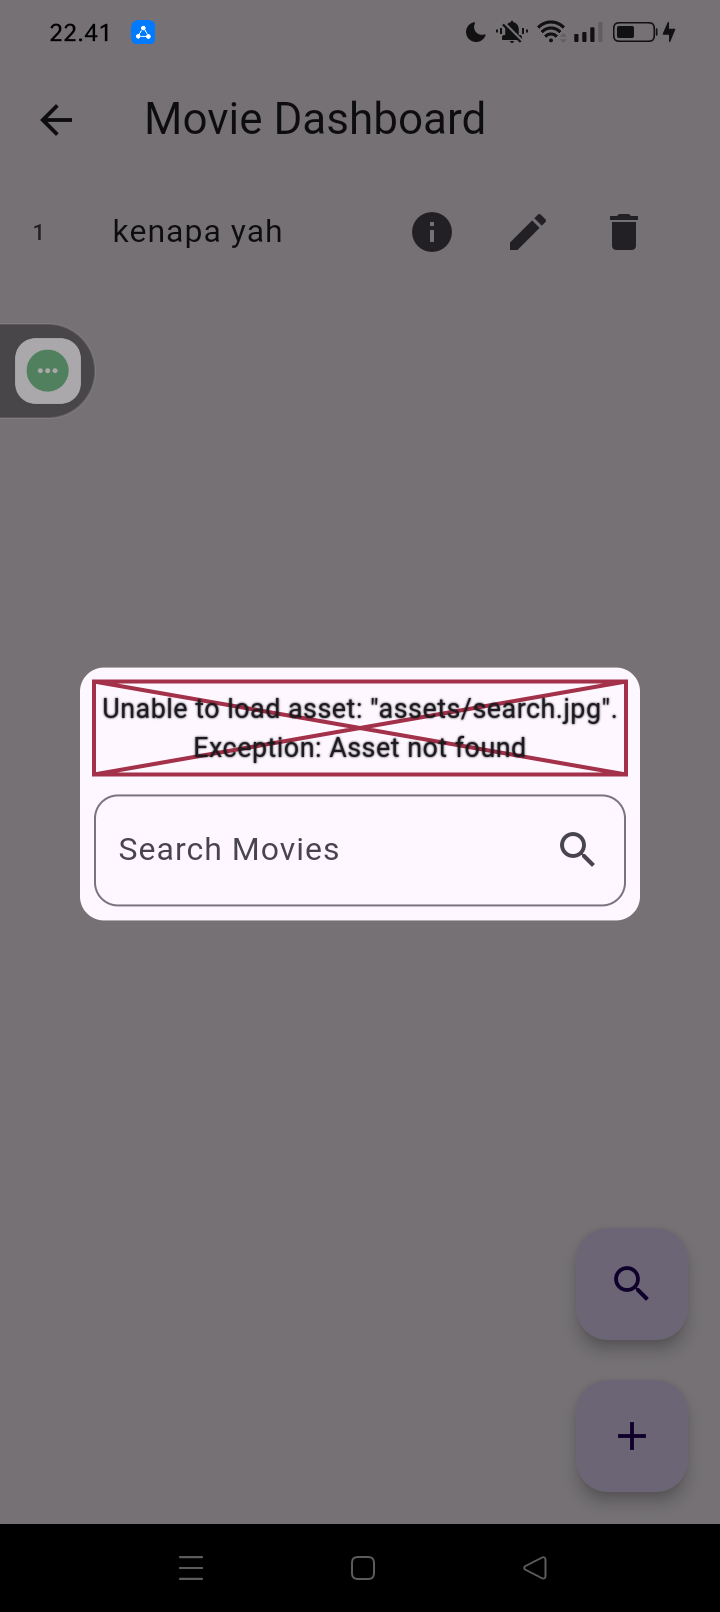 22.41
Movie Dashboard
1 kenapa yah
Unable to load asset: "assets/search.jpg".
Exception: Asset not found
Search Movies